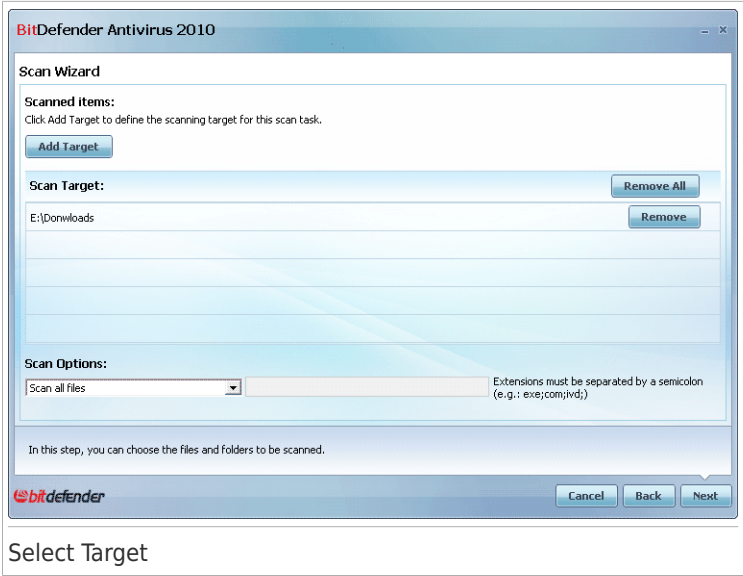 BitDefender Antivirus 2010
Scan Wizard
Scanned items:
Click Add Target to define the scanning target for this scan task.
Add Target
Scan Target:
Remove All
E:\Donwloads
Remove
Scan Options:
Scan all files
Extensions must be separated by a semicolon
(e.g.: exe;com;ivd;)
In this step, you can choose the files and folders to be scanned.
bitdefender
Cancel
Back
Next
Select Target